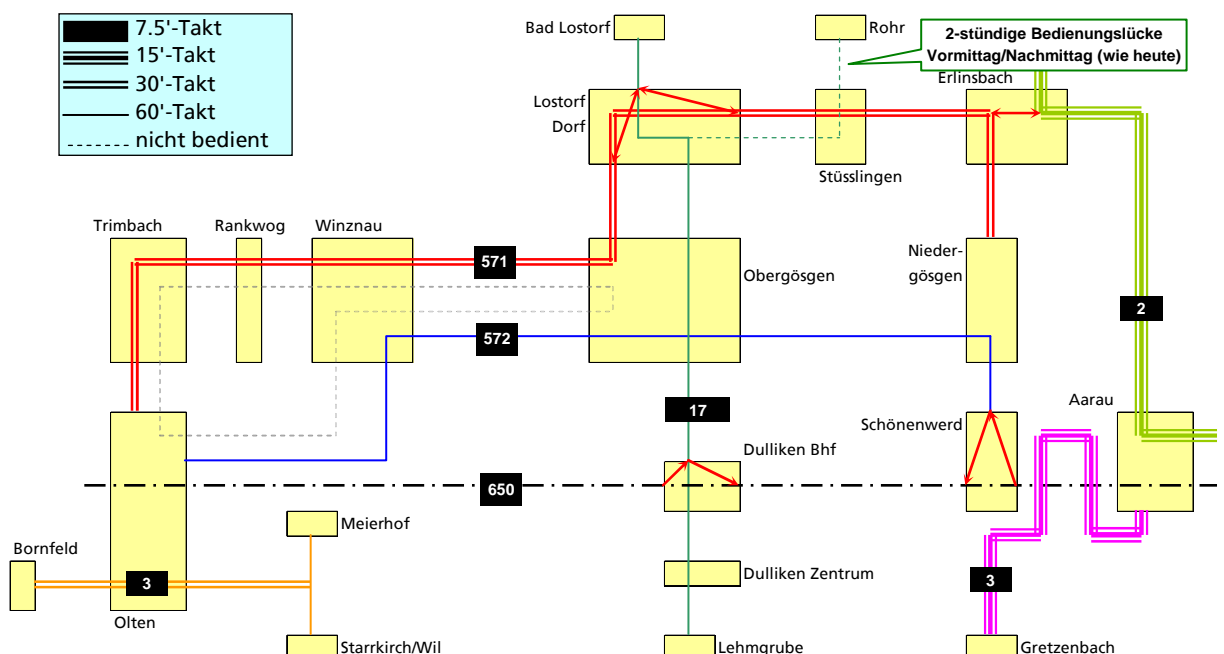 7.5'-Takt
15'-Takt
30'-Takt
60'-Takt
nicht bedient
Bad Lostorf
Rohr
2-stündige Bedienungslücke
Vormittag/Nachmittag (wie heute)
Erlinsbach
Lostorf
Dorf
Stüsslingen
Trimbach
Rankwog
Winznau
571
Obergösgen
Nieder-
gösgen
2
572
17
Schönenwerd
Aarau
Dulliken Bhf
650
Meierhof
Bornfeld
3
Dulliken Zentrum
3
Olten
Starrkirch/Wil
Lehmgrube
Gretzenbach